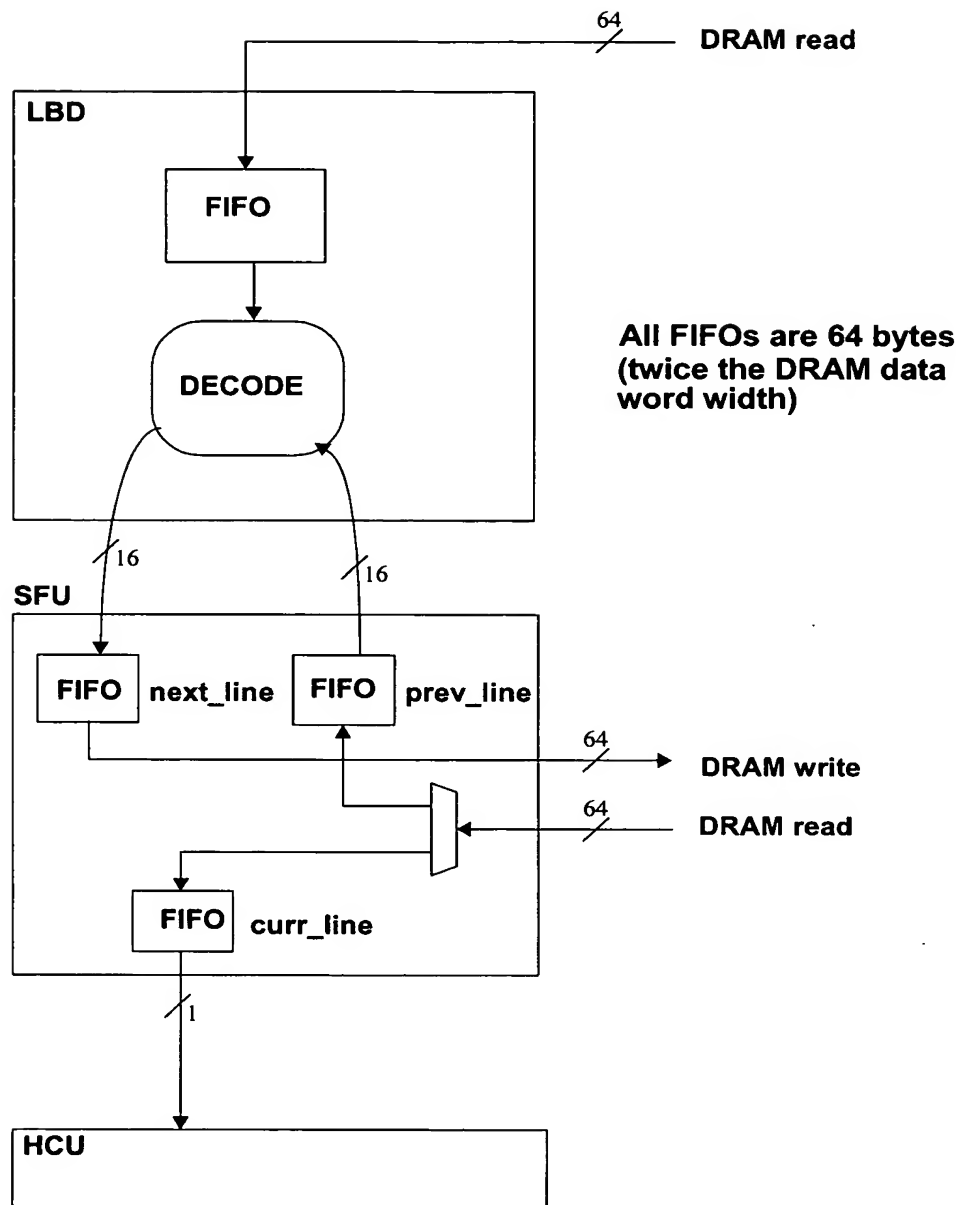 64
DRAM read
LBD
FIFO
DECODE
All FIFOs are 64 bytes
(twice the DRAM data
word width)
16
16
SFU
FIFO
next_line
FIFO
prev_line
64
DRAM write
64
DRAM read
FIFO
curr_line
1
HCU